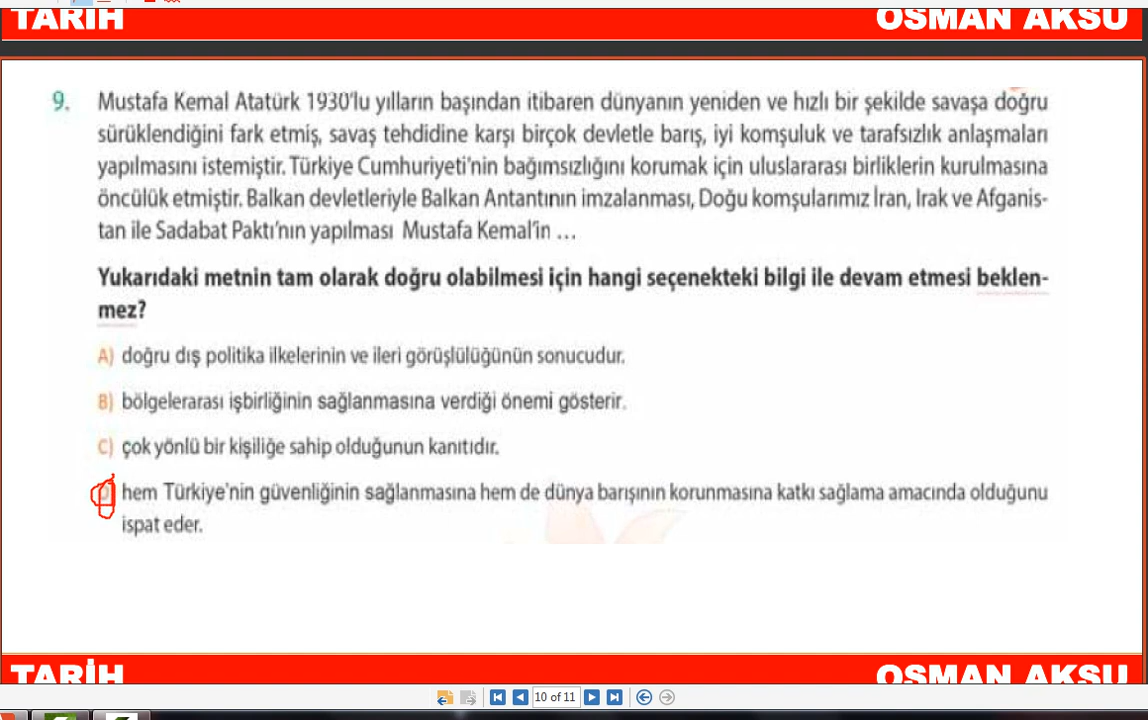 TARİH
OSMAN AKSU
9. Mustafa Kemal Atatürk 1930'lu yılların başından itibaren dünyanın yeniden ve hızlı bir şekilde savaşa doğru
sürüklendiğini fark etmiş, savaş tehdidine karşı birçok devletle barış, iyi komşuluk ve tarafsızlık anlaşmaları
yapılmasını istemiştir. Türkiye Cumhuriyeti'nin bağımsızlığını korumak için uluslararası birliklerin kurulmasına
öncülük etmiştir. Balkan devletleriyle Balkan Antantının imzalanması, Doğu komşularımız İran, Irak ve Afganis-
tan ile Sadabat Paktı'nın yapılması Mustafa Kemal'in ...
Yukarıdaki metnin tam olarak doğru olabilmesi için hangi seçenekteki bilgi ile devam etmesi beklen-
mez?
A) doğru dış politika ilkelerinin ve ileri görüşlülüğünün sonucudur.
B) bölgelerarası işbirliğinin sağlanmasına verdiği önemi gösterir.
C) çok yönlü bir kişiliğe sahip olduğunun kanıtıdır.
D) hem Türkiye'nin güvenliğinin sağlanmasına hem de dünya barışının korunmasına katkı sağlama amacında olduğunu
ispat eder.
TARİH
OSMAN AKSU
10 of 11